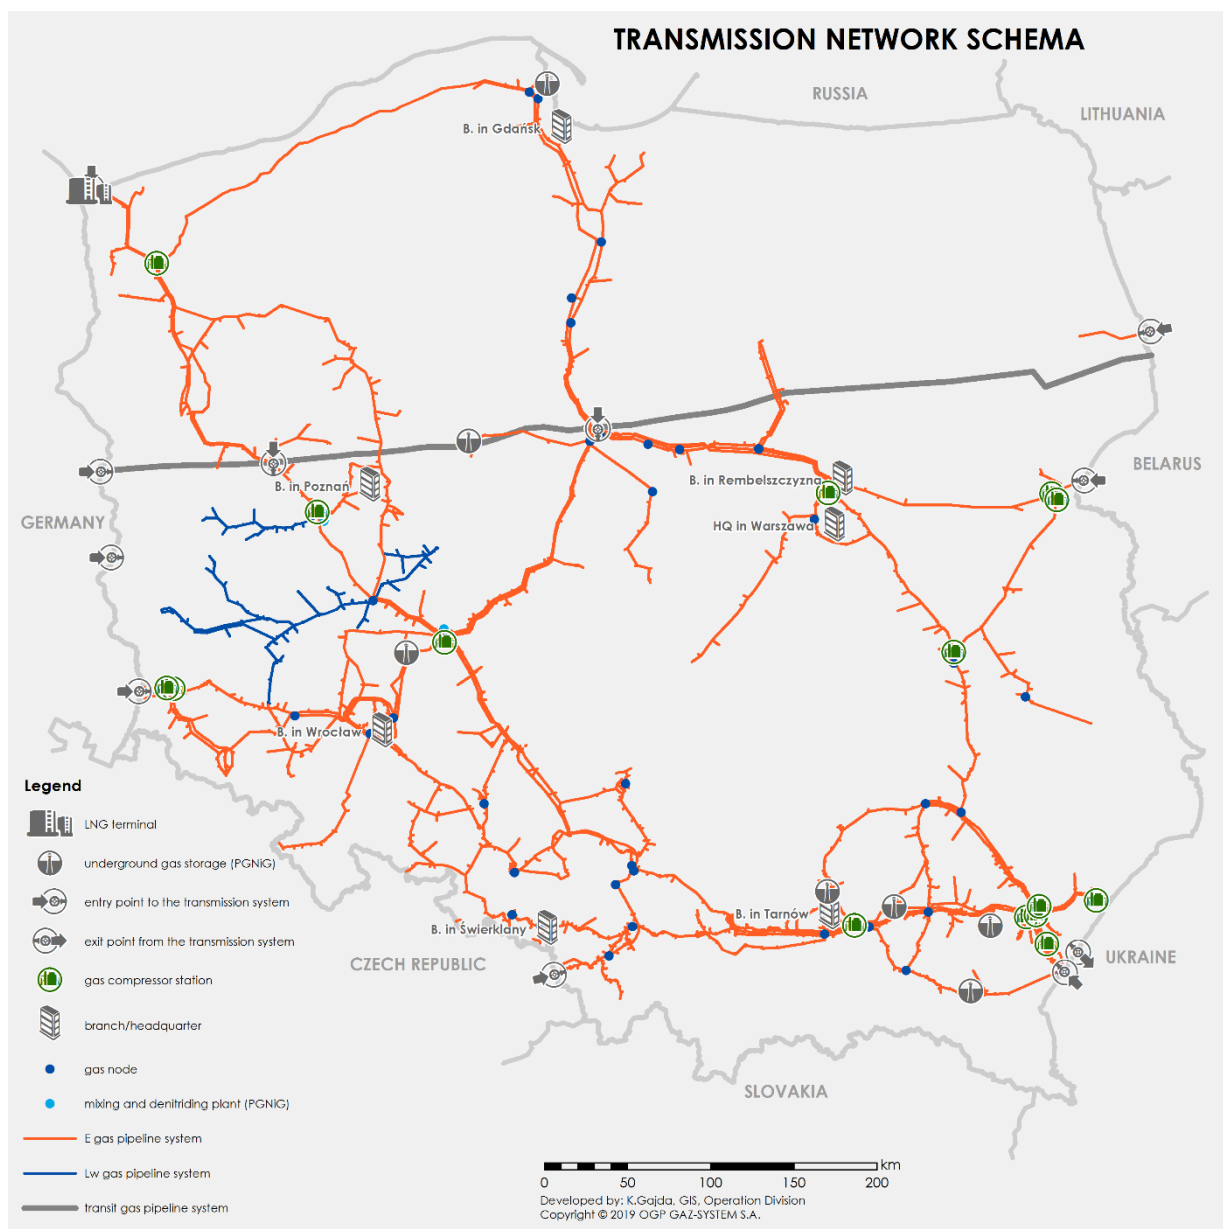 TRANSMISSION NETWORK SCHEMA
RUSSIA
LITHUANIA
B. in Gdańsk
BELARUS
B. in Rembelszczyzna
B. in Poznań
GERMANY
HQ in Warszawa
B. in Wrocław
B. in Tarnów
B. in Świerklany
UKRAINE
CZECH REPUBLIC
SLOVAKIA
Legend
LNG terminal
underground gas storage (PGNiG)
entry point to the transmission system
exit point from the transmission system
gas compressor station
branch/headquarter
gas node
mixing and denitriding plant (PGNiG)
E gas pipeline system
Lw gas pipeline system
transit gas pipeline system
km
0 50 100 150 200
Developed by: K.Gajda, GIS, Operation Division
Copyright © 2019 OGP GAZ-SYSTEM S.A.